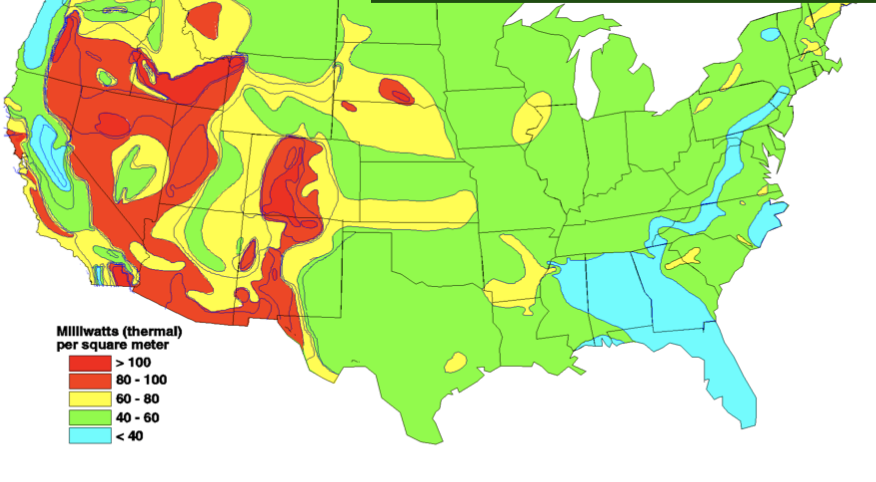 Milliwatts (thermal)
per square meter
> 100
80 - 100
60 - 80
40 - 60
< 40